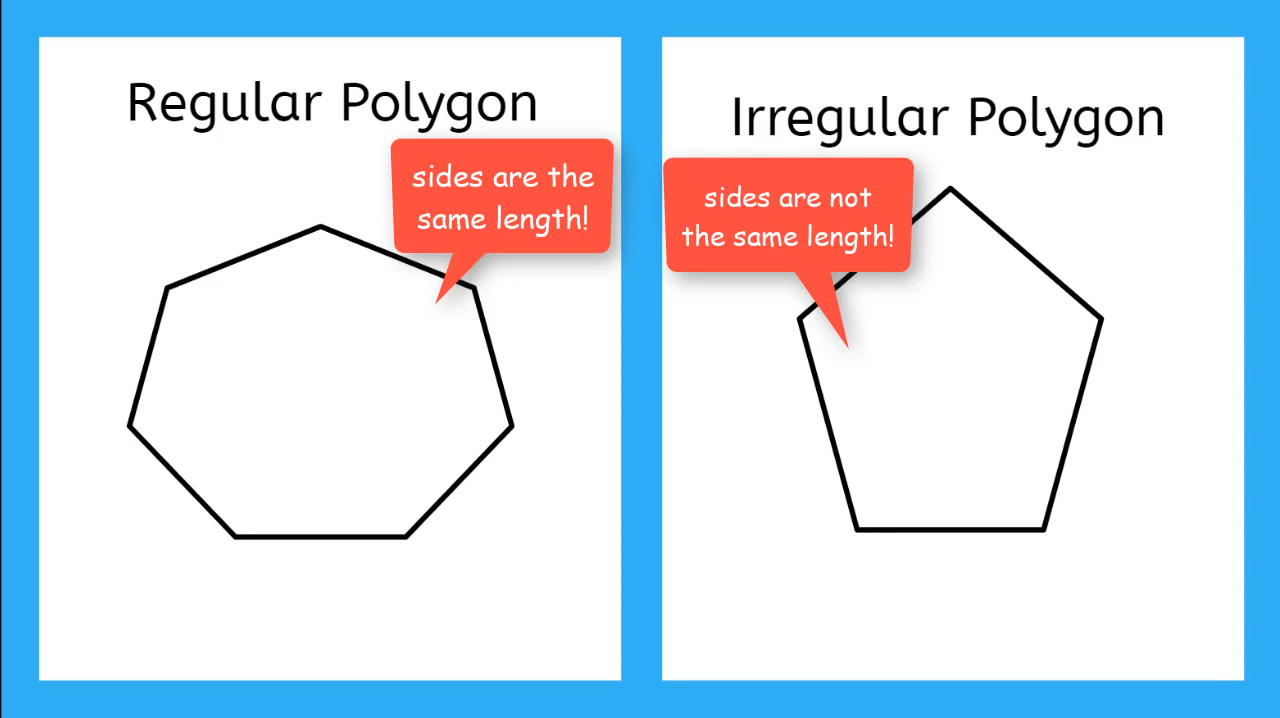 Regular Polygon
sides are the
same length!
Irregular Polygon
sides are not
the same length!